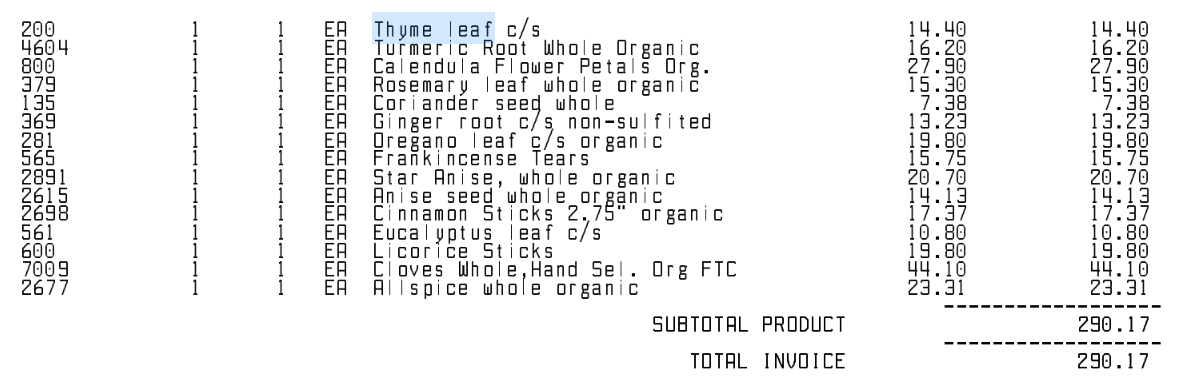 200 1 1 EA Thyme leaf c/s 14.40 14.40
4604 1 1 EA Turmeric Root Whole Organic 16.20 16.20
800 1 1 EA Calendula Flower Petals Org. 27.90 27.90
379 1 1 EA Rosemary leaf whole organic 15.30 15.30
135 1 1 EA Coriander seed whole 7.38 7.38
369 1 1 EA Ginger root c/s non-sulfited 13.23 13.23
281 1 1 EA Oregano leaf c/s organic 19.80 19.80
565 1 1 EA Frankincense Tears 15.75 15.75
2891 1 1 EA Star Anise, whole organic 20.70 20.70
2615 1 1 EA Anise seed whole organic 14.13 14.13
2698 1 1 EA Cinnamon Sticks 2.75" organic 17.37 17.37
561 1 1 EA Eucalyptus leaf c/s 10.80 10.80
600 1 1 EA Licorice Sticks 19.80 19.80
7009 1 1 EA Cloves Whole,Hand Sel. Org FTC 44.10 44.10
2677 1 1 EA Allspice whole organic 23.31 23.31
SUBTOTAL PRODUCT 290.17
TOTAL INVOICE 290.17